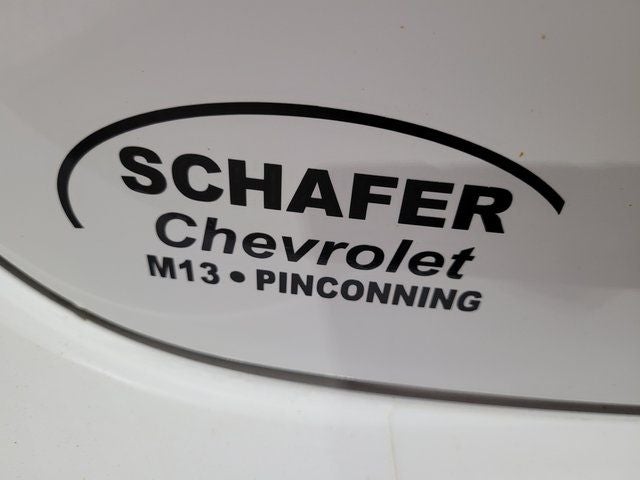 SCHAFER
Chevrolet
M13 • PINCONNING